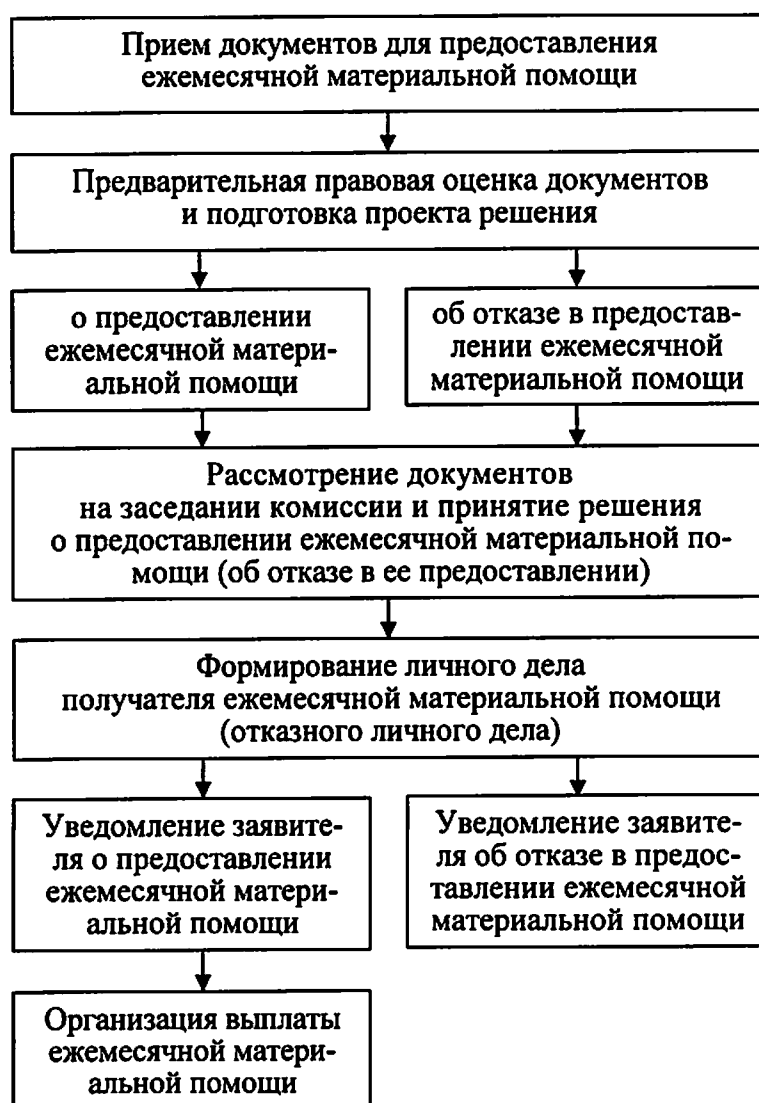 Прием документов для предоставления
ежемесячной материальной помощи
Предварительная правовая оценка документов
и подготовка проекта решения
о предоставлении
ежемесячной матери-
альной помощи
об отказе в предостав-
лении ежемесячной
материальной помощи
Рассмотрение документов
на заседании комиссии и принятие решения
о предоставлении ежемесячной материальной по-
мощи (об отказе в ее предоставлении)
Формирование личного дела
получателя ежемесячной материальной помощи
(отказного личного дела)
Уведомление заявите-
ля о предоставлении
ежемесячной матери-
альной помощи
Уведомление заявите-
ля об отказе в предос-
тавлении ежемесячной
материальной помощи
Организация выплаты
ежемесячной матери-
альной помощи